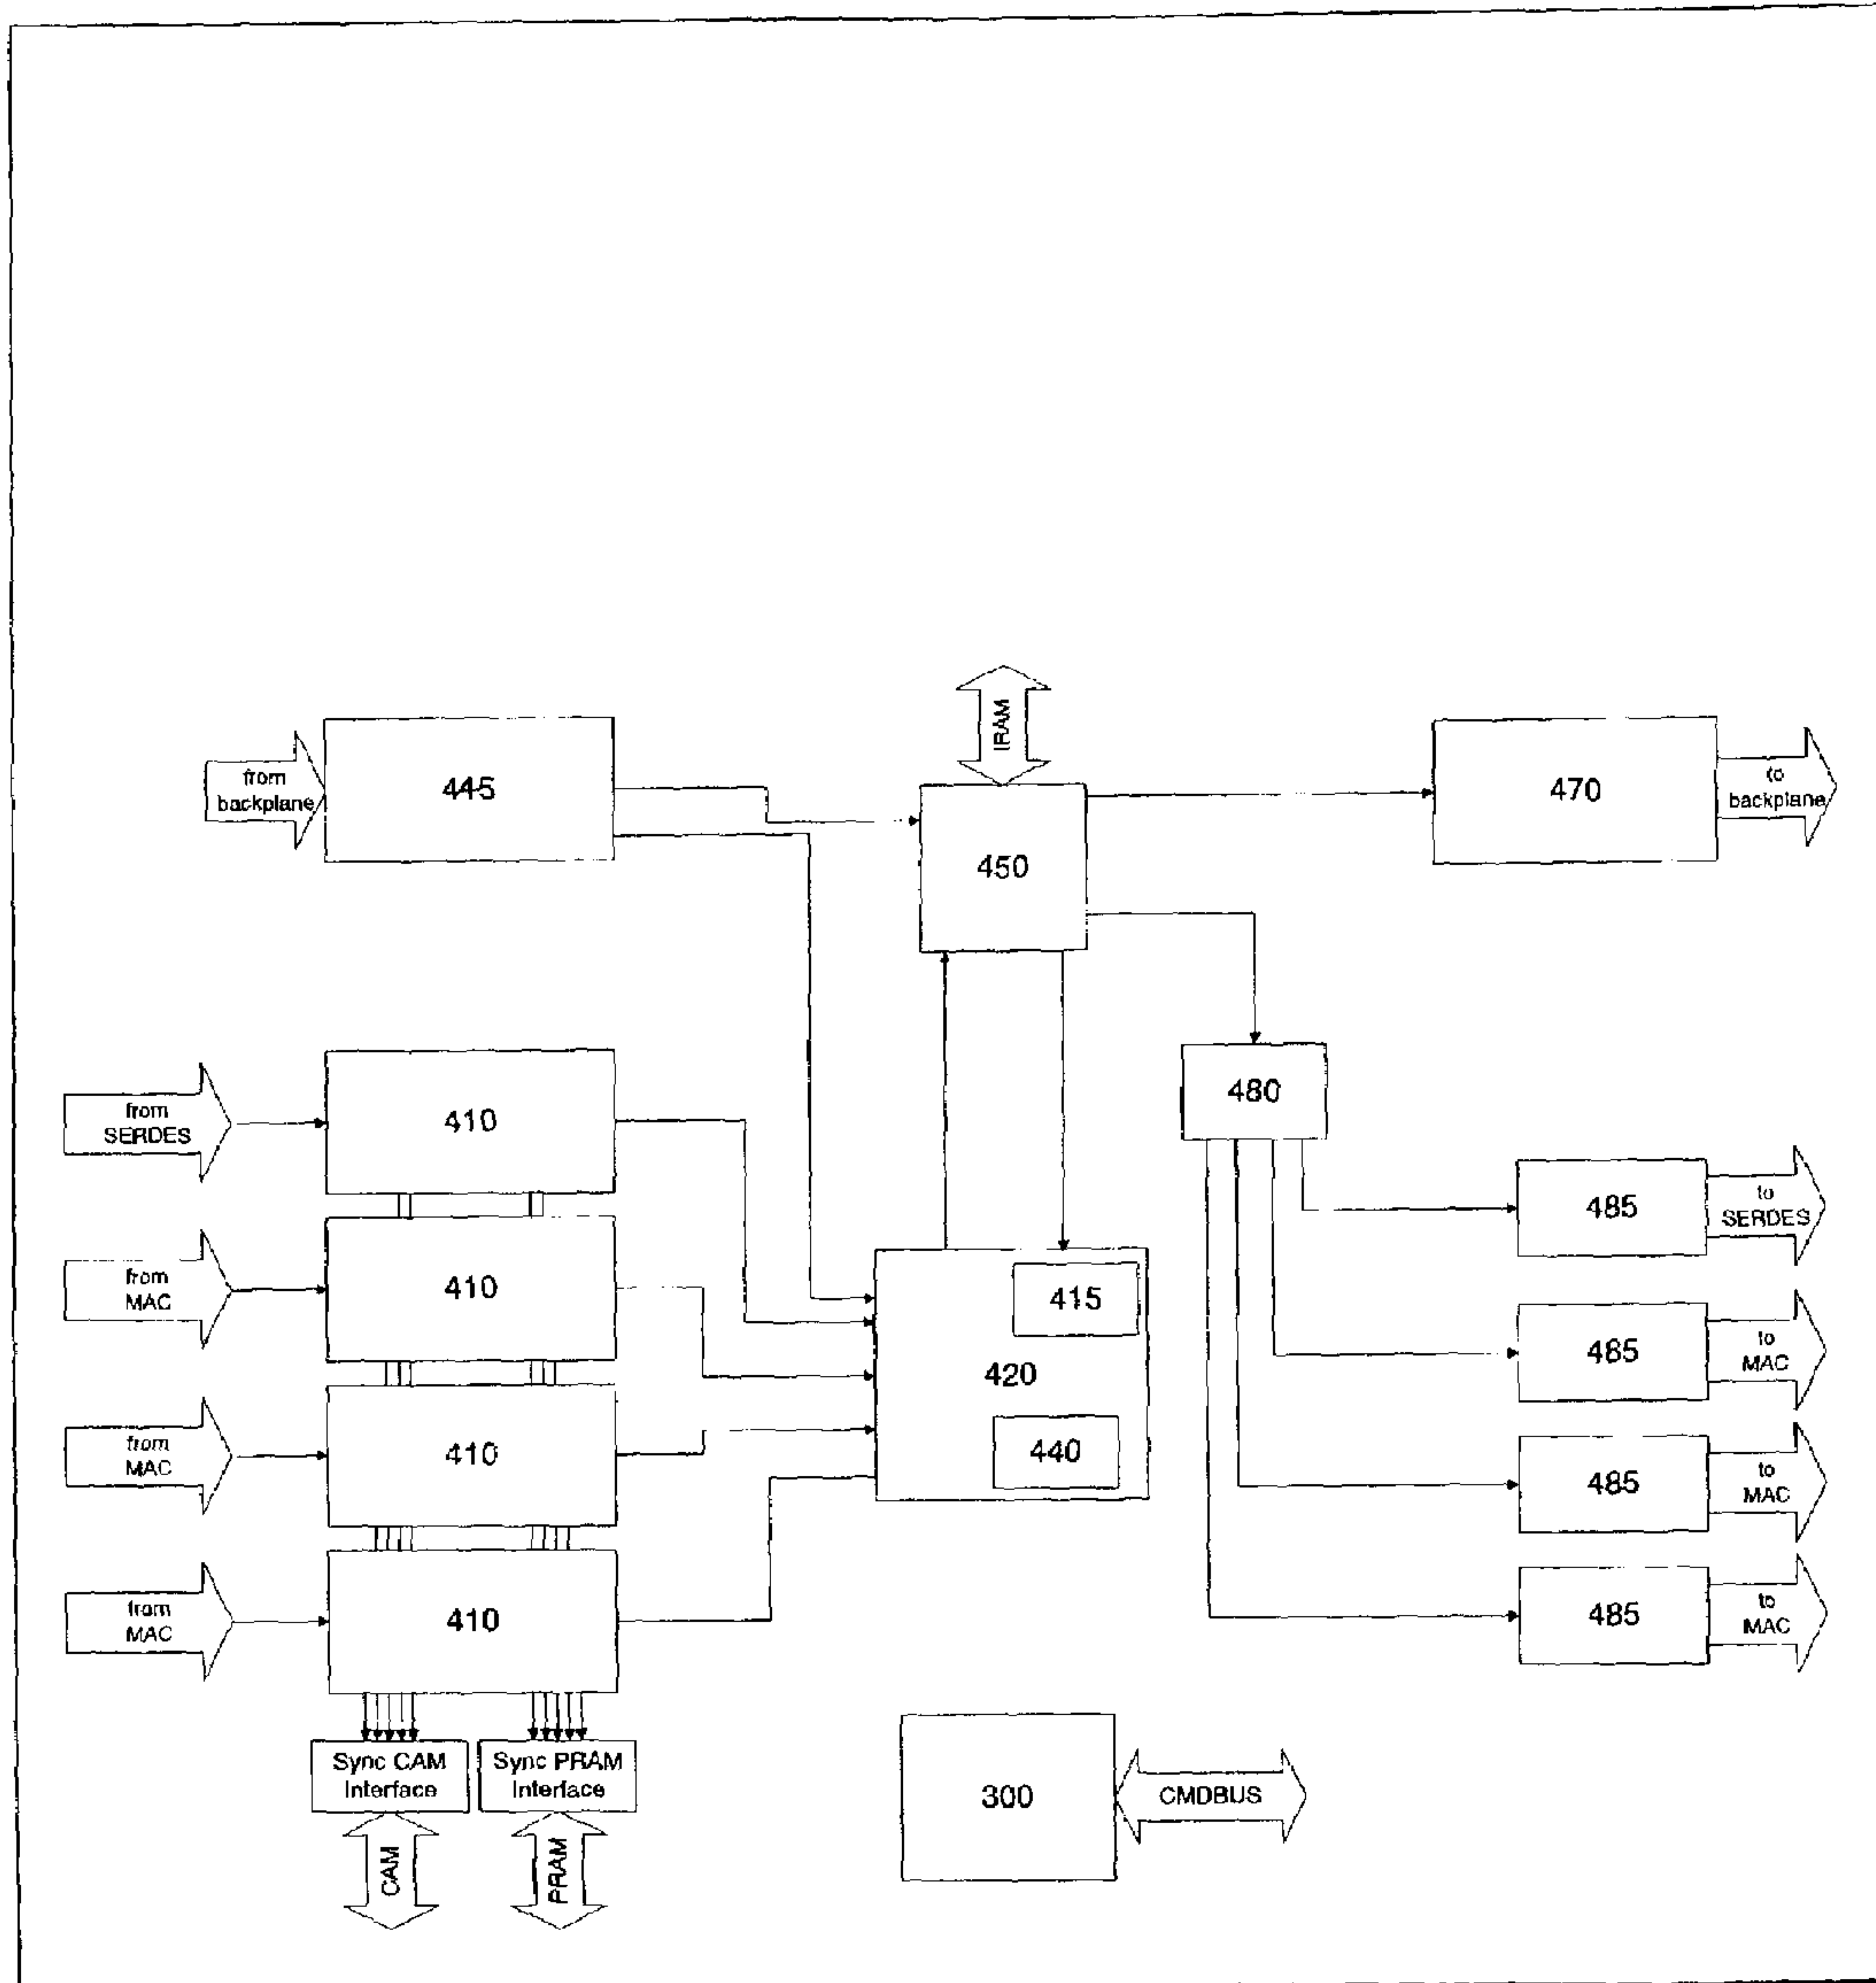 IRAM
from
backplane
445
450
470
to
backplane
from
SERDES
410
480
485
to
SERDES
from
MAC
410
415
485
to
MAC
420
from
MAC
410
440
485
to
MAC
from
MAC
410
485
to
MAC
Sync CAM
Interface
Sync PRAM
Interface
300
CMDBUS
CAM
PRAM